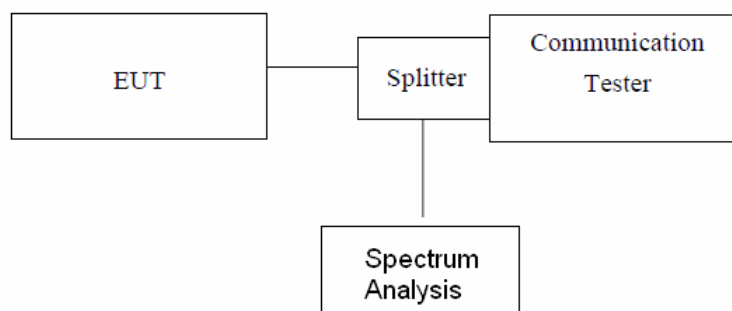 EUT
Splitter
Communication
Tester
Spectrum
Analysis